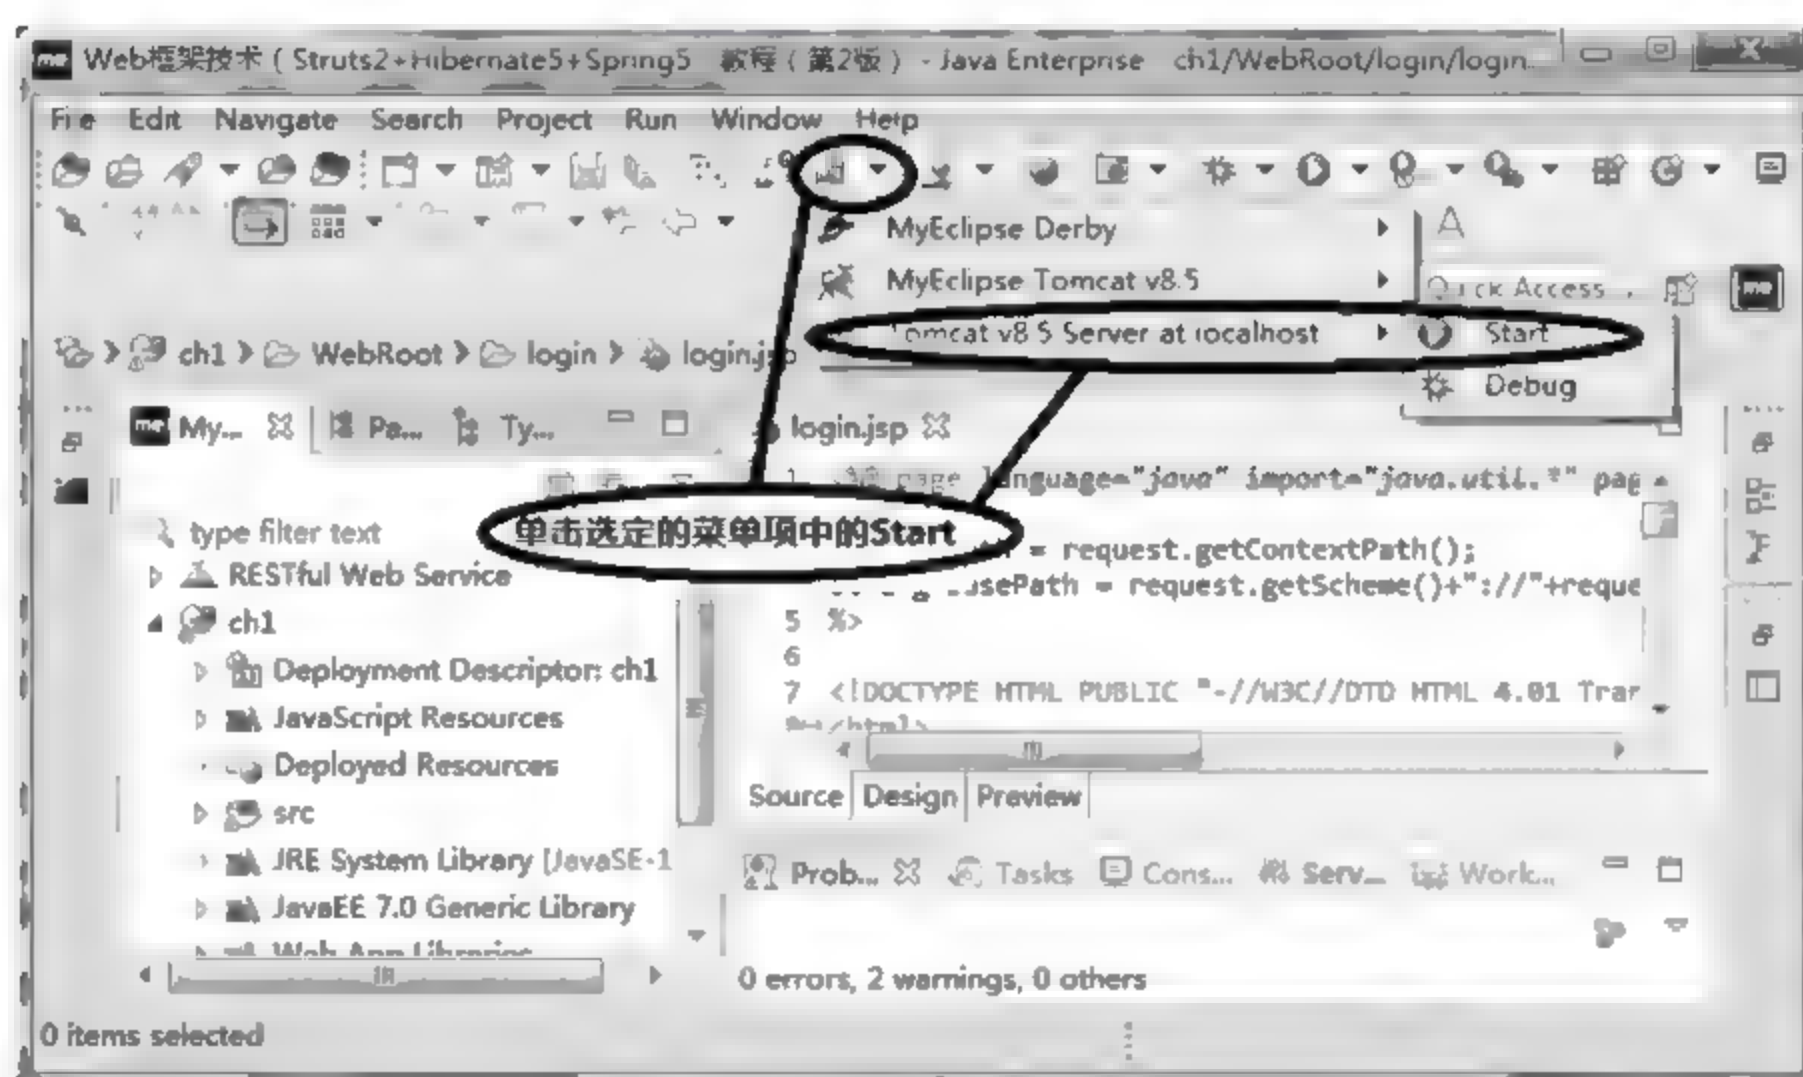 Web框架技术（Struts2+Hibernate5+Spring5 教程（第2版） - Java Enterprise ch1/WebRoot/login/login...
File Edit Navigate Search Project Run Window Help
MyEclipse Derby
MyEclipse Tomcat v8.5
Quick Access
Tomcat v8.5 Server at localhost Start
Debug
ch1 WebRoot login login.jsp
My... Pa... Ty...
login.jsp
1 page language="java" import="java.util.*" pag
type filter text
单击选定的菜单项中的Start
= request.getContextPath();
RESTful Web Service
asePath = request.getScheme()+"://"+reque
ch1
5 %>
6
Deployment Descriptor: ch1
7 <!DOCTYPE HTML PUBLIC "-//W3C//DTD HTML 4.01 Tran
JavaScript Resources
<html>
Deployed Resources
Source Design Preview
src
JRE System Library [JavaSE-1
Prob... Tasks Cons... Serv... Work...
JavaEE 7.0 Generic Library
Web App Libraries
0 errors, 2 warnings, 0 others
0 items selected